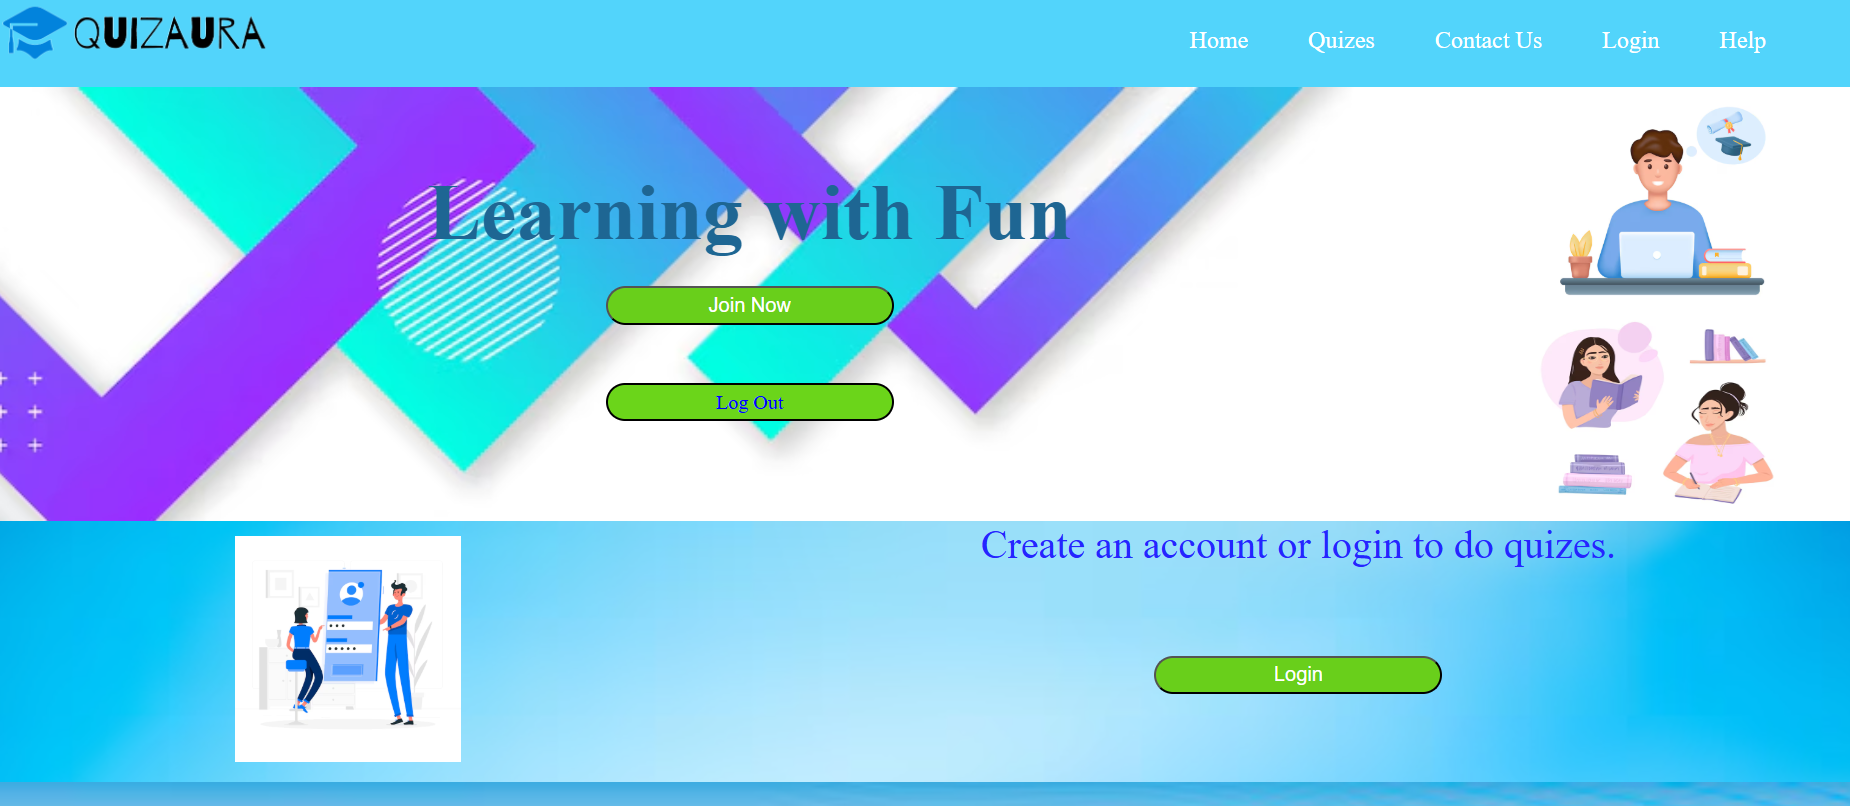 QUIZAURA
Home Quizes Contact Us Login Help
Learning with Fun
Join Now
Log Out
Create an account or login to do quizes.
Login